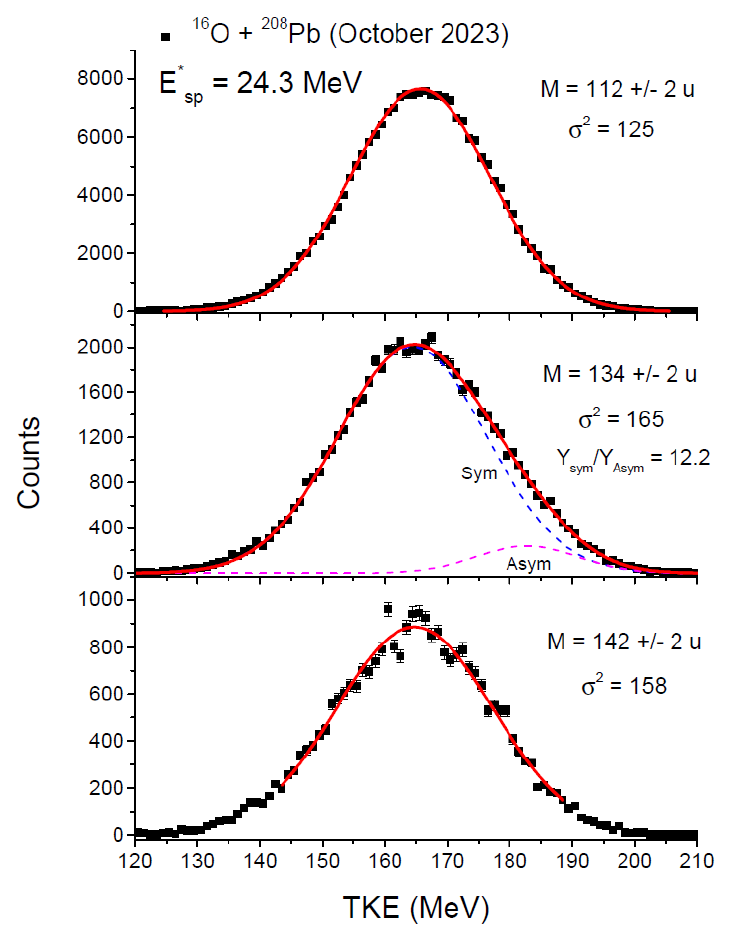 ■ ¹⁶O + ²⁰⁸Pb (October 2023)
E*sp = 24.3 MeV
M = 112 +/- 2 u
σ² = 125
8000
6000
4000
2000
0
M = 134 +/- 2 u
σ² = 165
Ysym/YAsym = 12.2
Sym
Asym
2000
1600
1200
800
400
0
Counts
M = 142 +/- 2 u
σ² = 158
1000
800
600
400
200
0
120 130 140 150 160 170 180 190 200 210
TKE (MeV)